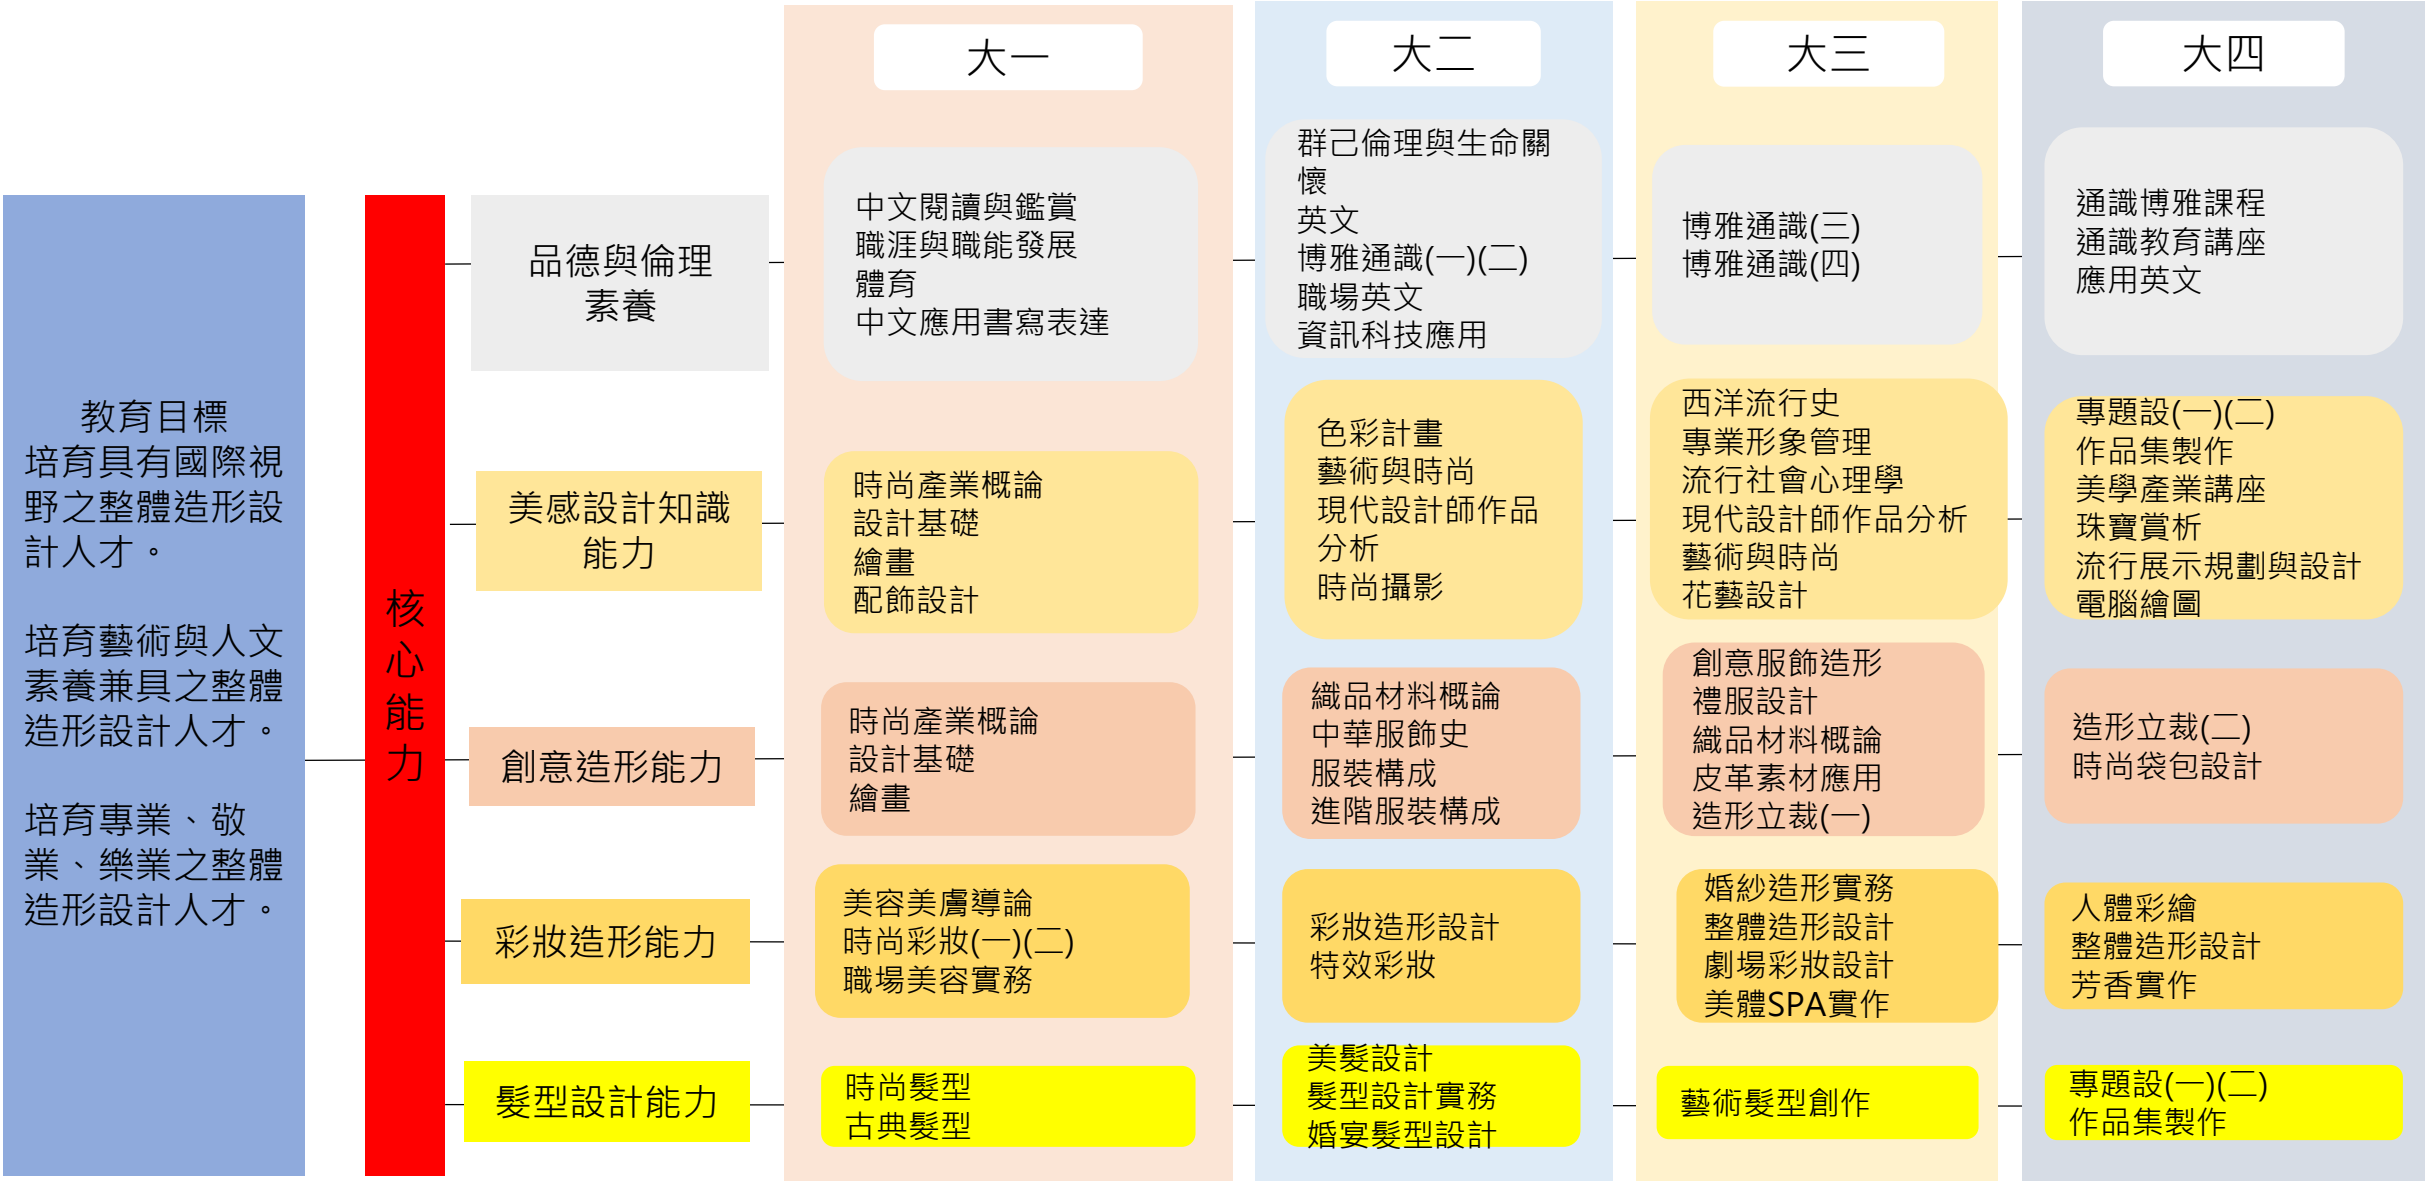 大一
大二
大三
大四
教育目標
培育具有國際視
野之整體造形設
計人才。
培育藝術與人文
素養兼具之整體
造形設計人才。
培育專業、敬
業、樂業之整體
造形設計人才。
核
心
能
力
品德與倫理
素養
中文閱讀與鑑賞
職涯與職能發展
體育
中文應用書寫表達
群己倫理與生命關
懷
英文
博雅通識(一)(二)
職場英文
資訊科技應用
博雅通識(三)
博雅通識(四)
通識博雅課程
通識教育講座
應用英文
美感設計知識
能力
時尚產業概論
設計基礎
繪畫
配飾設計
色彩計畫
藝術與時尚
現代設計師作品
分析
時尚攝影
西洋流行史
專業形象管理
流行社會心理學
現代設計師作品分析
藝術與時尚
花藝設計
專題設(一)(二)
作品集製作
美學產業講座
珠寶賞析
流行展示規劃與設計
電腦繪圖
創意造形能力
時尚產業概論
設計基礎
繪畫
織品材料概論
中華服飾史
服裝構成
進階服裝構成
創意服飾造形
禮服設計
織品材料概論
皮革素材應用
造形立裁(一)
造形立裁(二)
時尚袋包設計
彩妝造形能力
美容美膚導論
時尚彩妝(一)(二)
職場美容實務
彩妝造形設計
特效彩妝
婚紗造形實務
整體造形設計
劇場彩妝設計
美體SPA實作
人體彩繪
整體造形設計
芳香實作
髮型設計能力
時尚髮型
古典髮型
美髮設計
髮型設計實務
婚宴髮型設計
藝術髮型創作
專題設(一)(二)
作品集製作